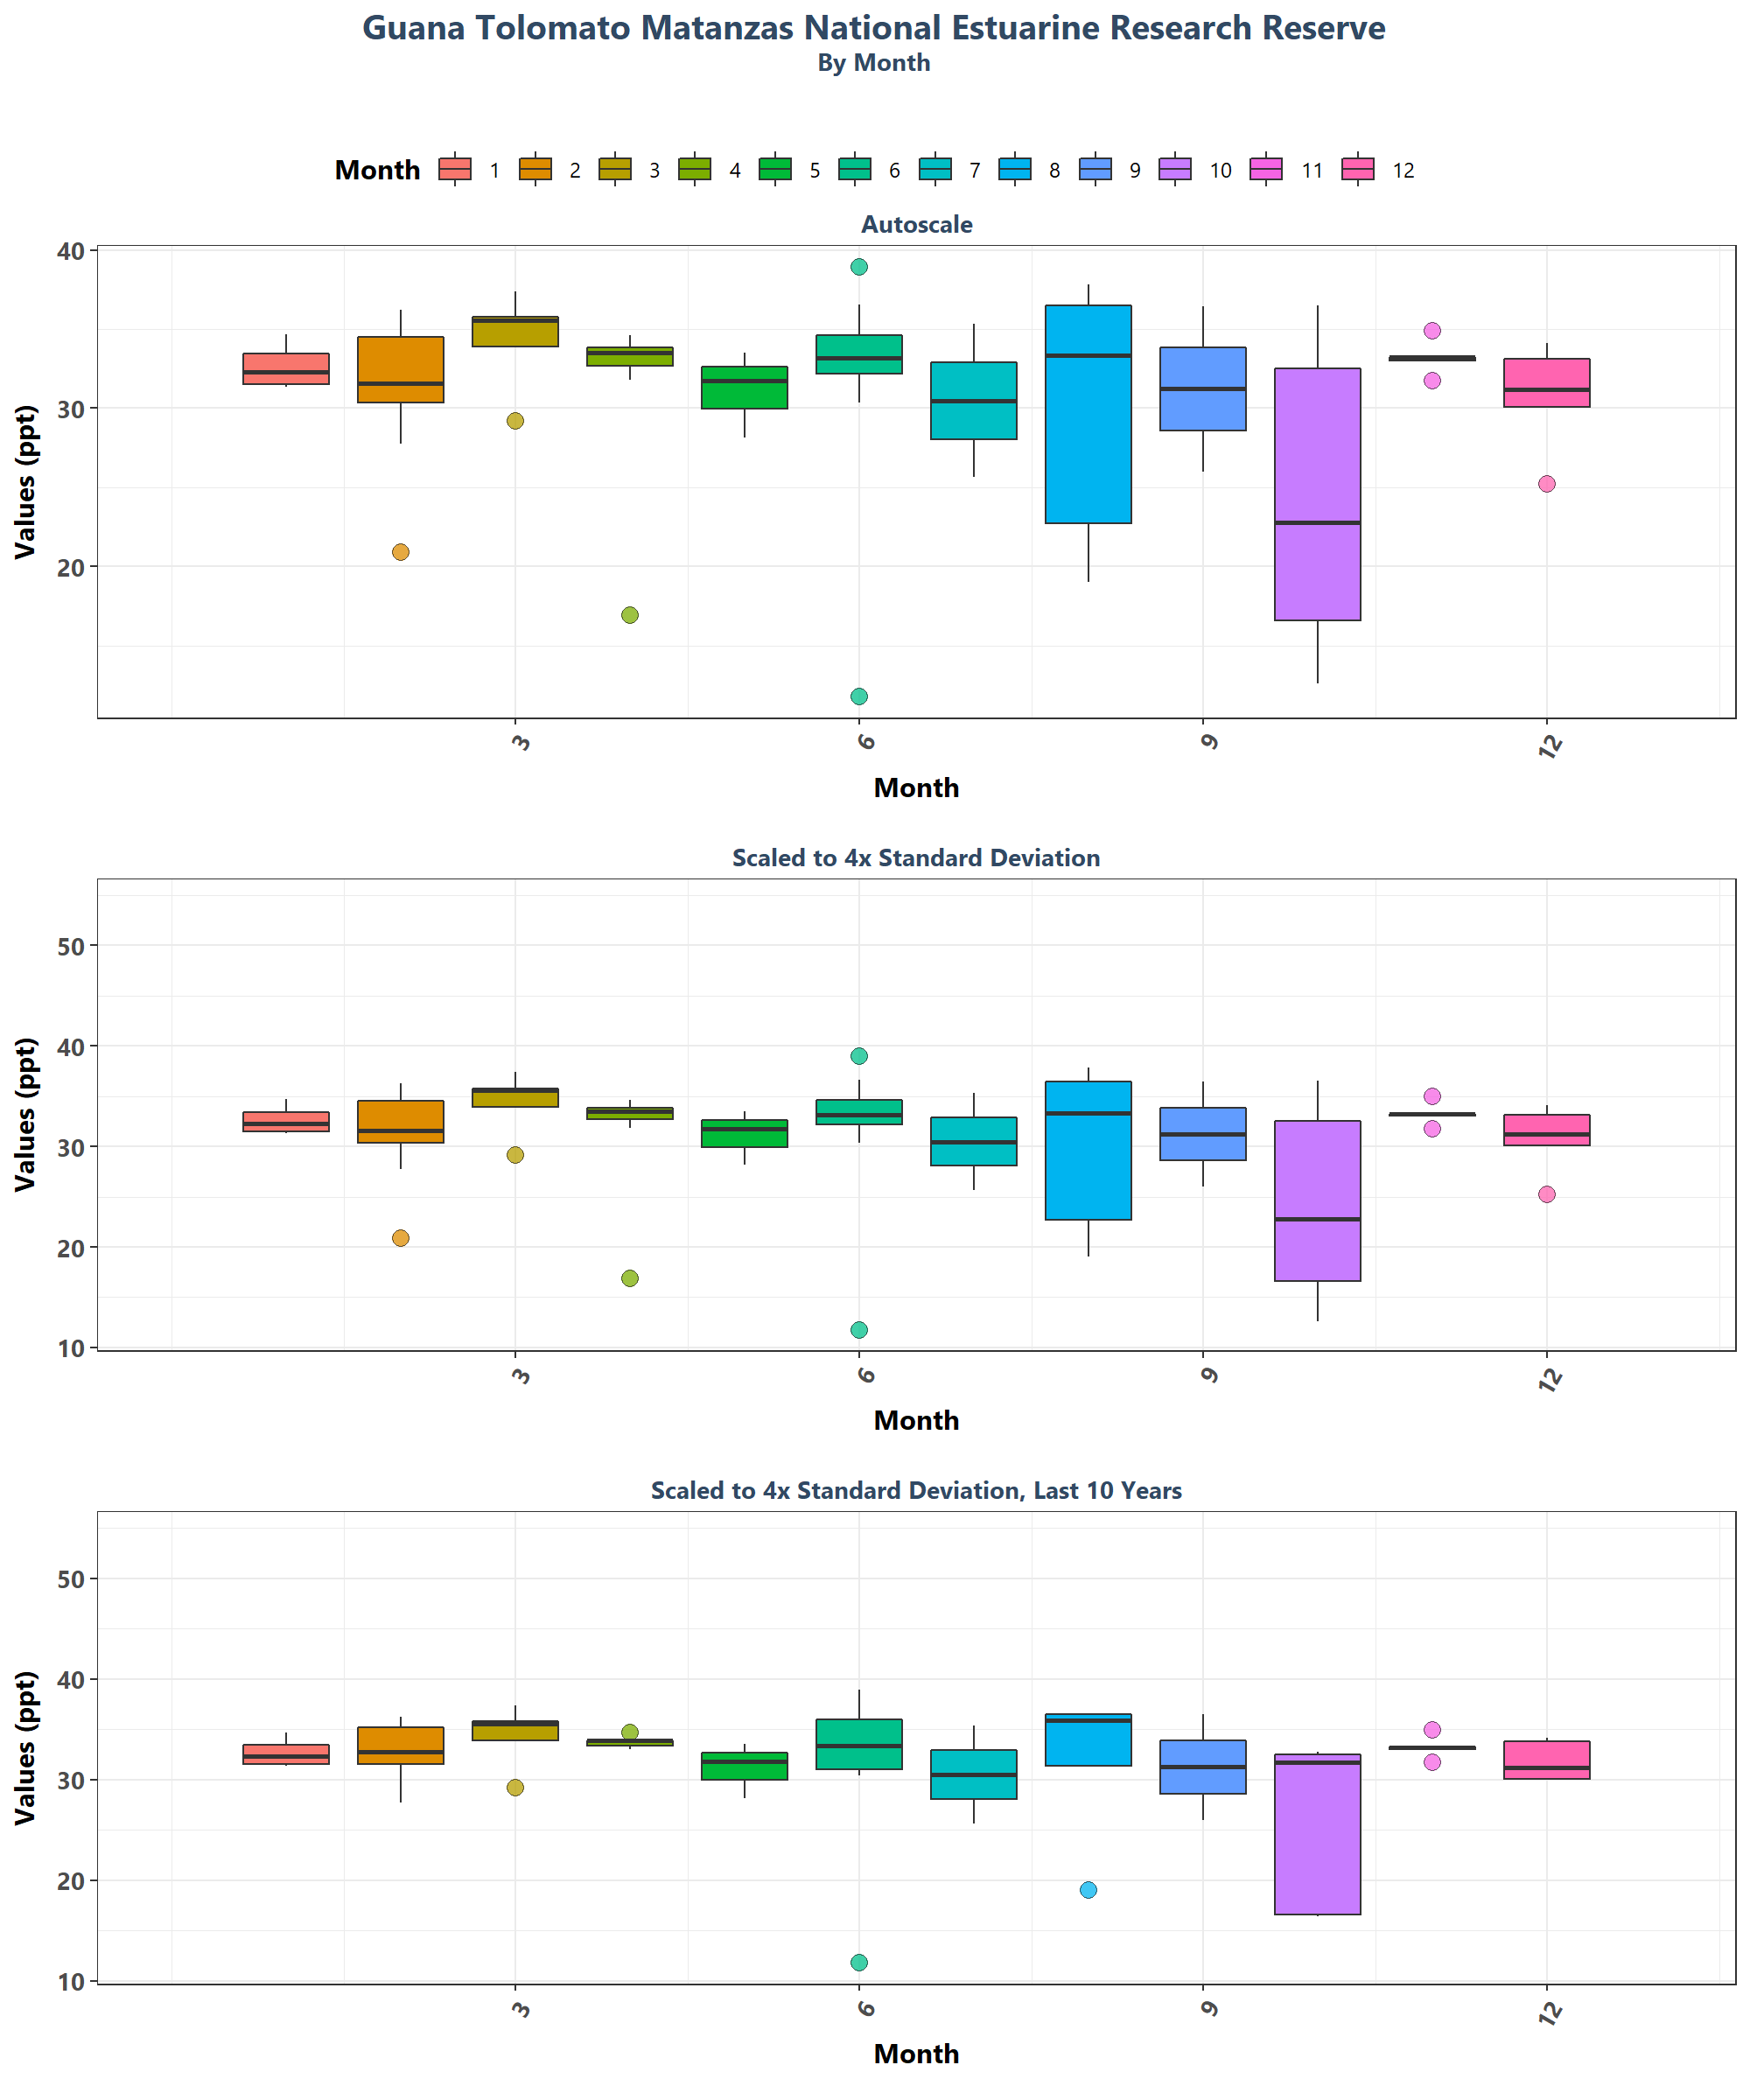 Guana Tolomato Matanzas National Estuarine Research Reserve
By Month
Month 1 2 3 4 5 6 7 8 9 10 11 12
Autoscale
Values (ppt)
40
30
20
3 6 9 12
Month
Scaled to 4x Standard Deviation
Values (ppt)
50
40
30
20
10
3 6 9 12
Month
Scaled to 4x Standard Deviation, Last 10 Years
Values (ppt)
50
40
30
20
10
3 6 9 12
Month